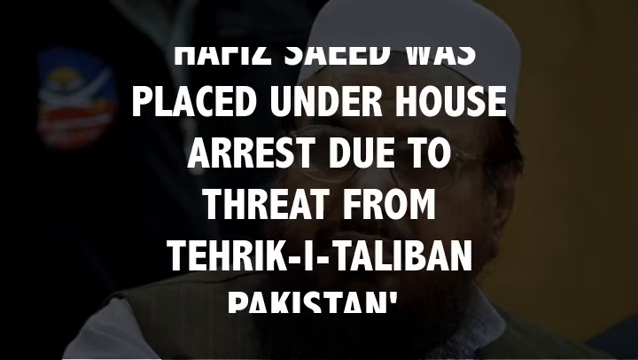 HAFIZ SAEED WAS
PLACED UNDER HOUSE
ARREST DUE TO
THREAT FROM
TEHRIK-I-TALIBAN
PAKISTAN'